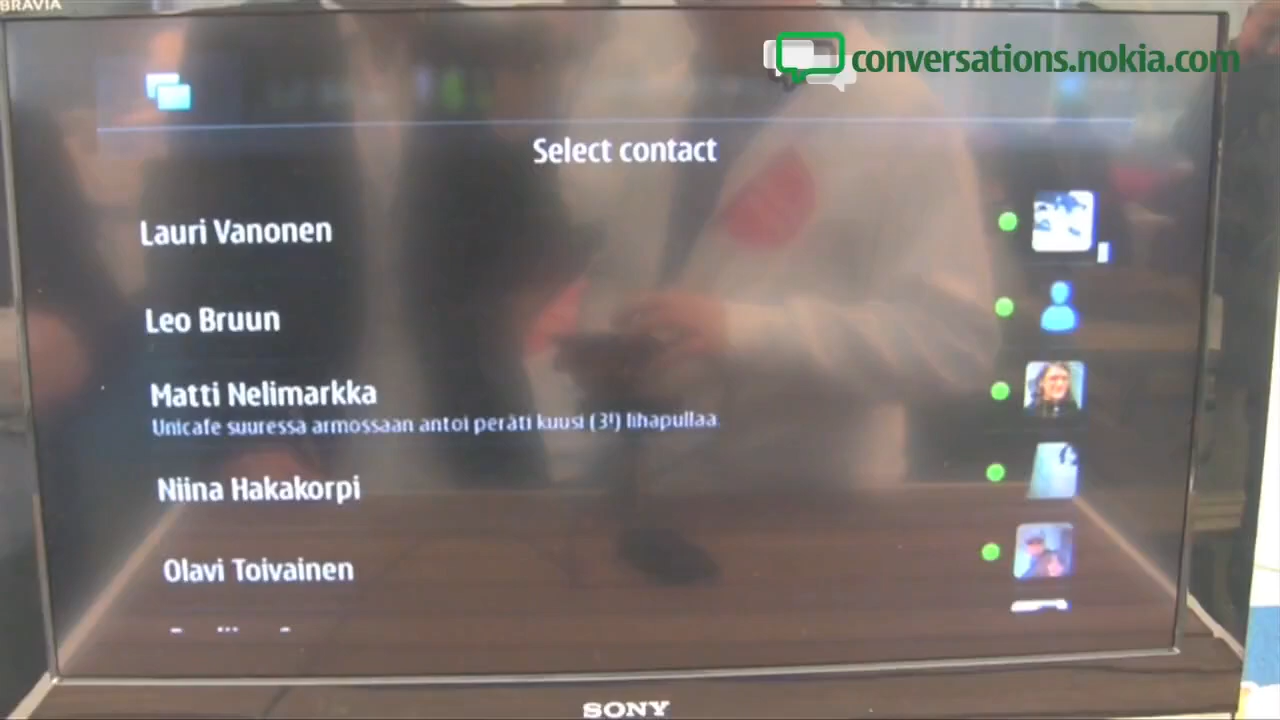 BRAVIA
conversations.nokia.com
Select contact
Lauri Vanonen
Leo Bruun
Matti Nelimarkka
Unicafe suuressa armossaan antoi peräti kuusi (3!) lihapullaa.
Niina Hakakorpi
Olavi Toivainen
SONY